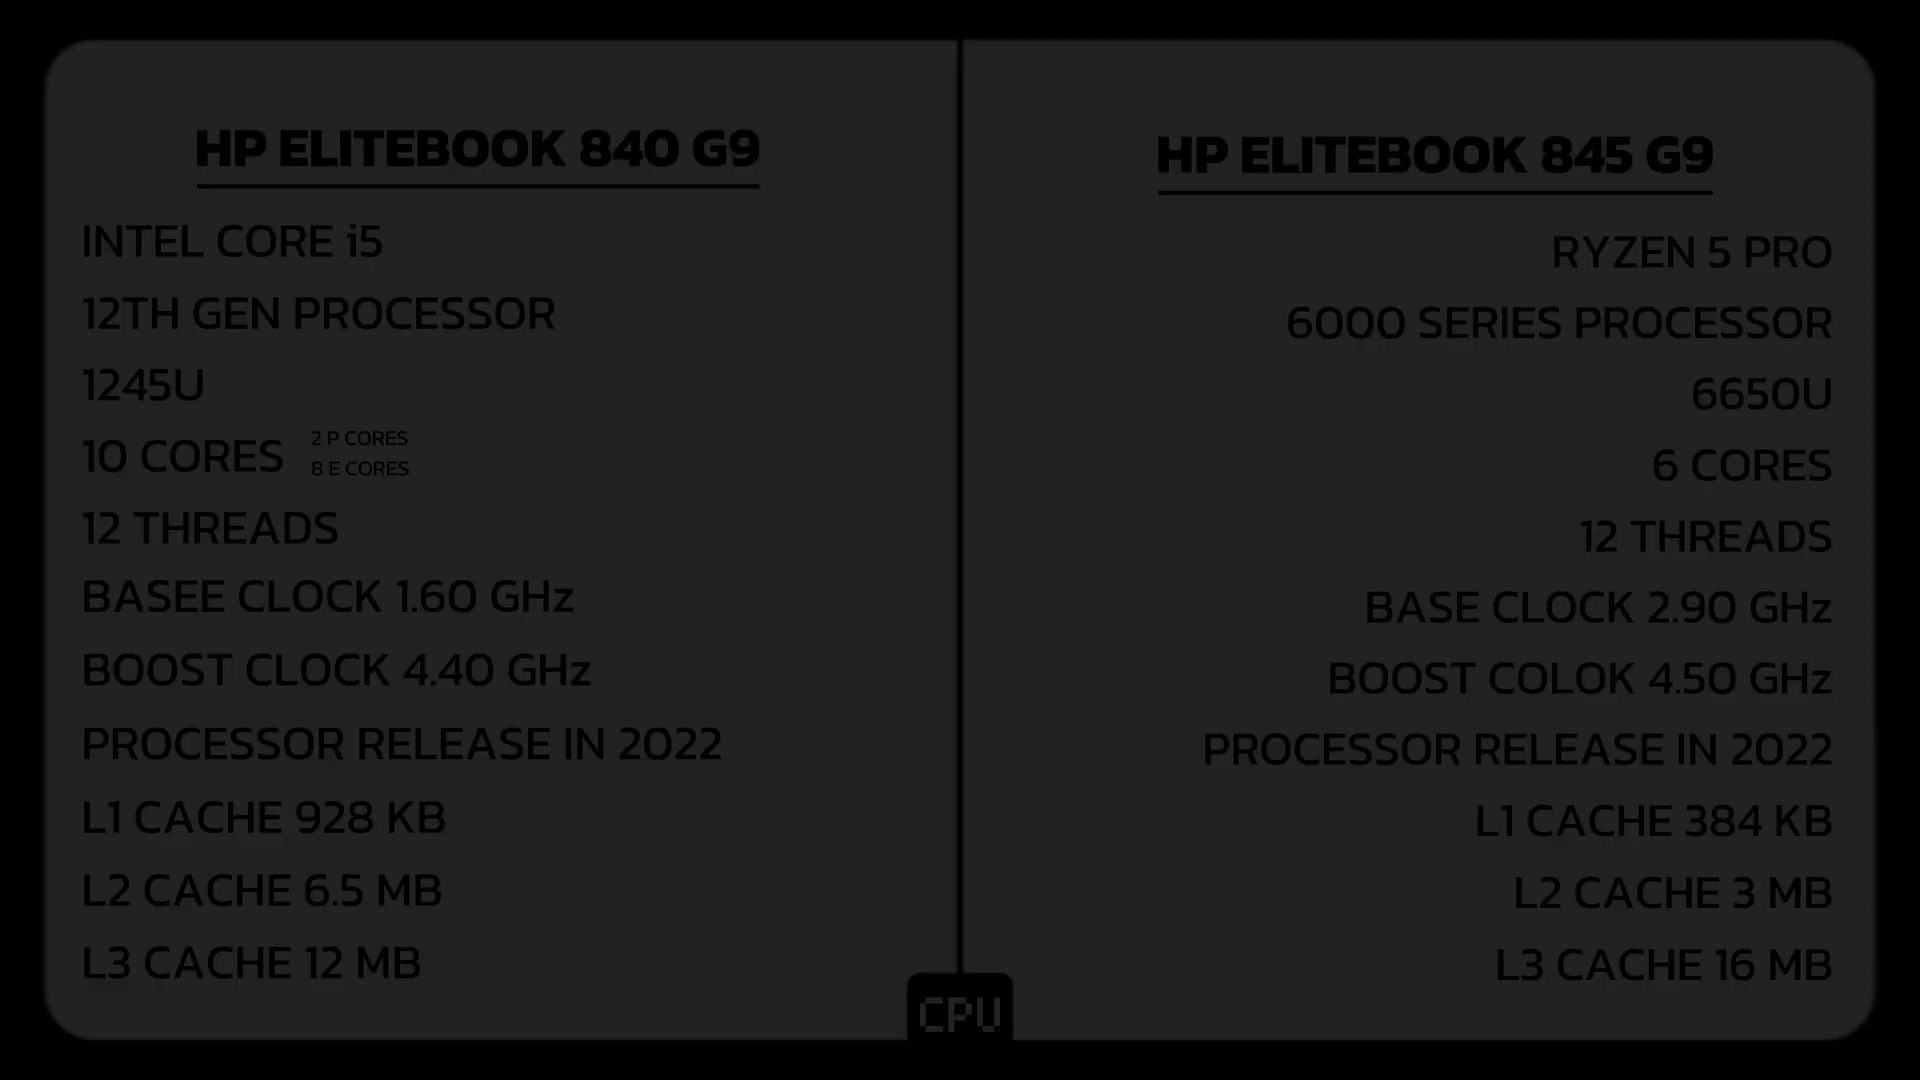 HP ELITEBOOK 840 G9
INTEL CORE i5
12TH GEN PROCESSOR
1245U
10 CORES
2 P CORES
8 E CORES
12 THREADS
BASEE CLOCK 1.60 GHz
BOOST CLOCK 4.40 GHz
PROCESSOR RELEASE IN 2022
L1 CACHE 928 KB
L2 CACHE 6.5 MB
L3 CACHE 12 MB
HP ELITEBOOK 845 G9
RYZEN 5 PRO
6000 SERIES PROCESSOR
6650U
6 CORES
12 THREADS
BASE CLOCK 2.90 GHz
BOOST COLOK 4.50 GHz
PROCESSOR RELEASE IN 2022
L1 CACHE 384 KB
L2 CACHE 3 MB
L3 CACHE 16 MB
CPU